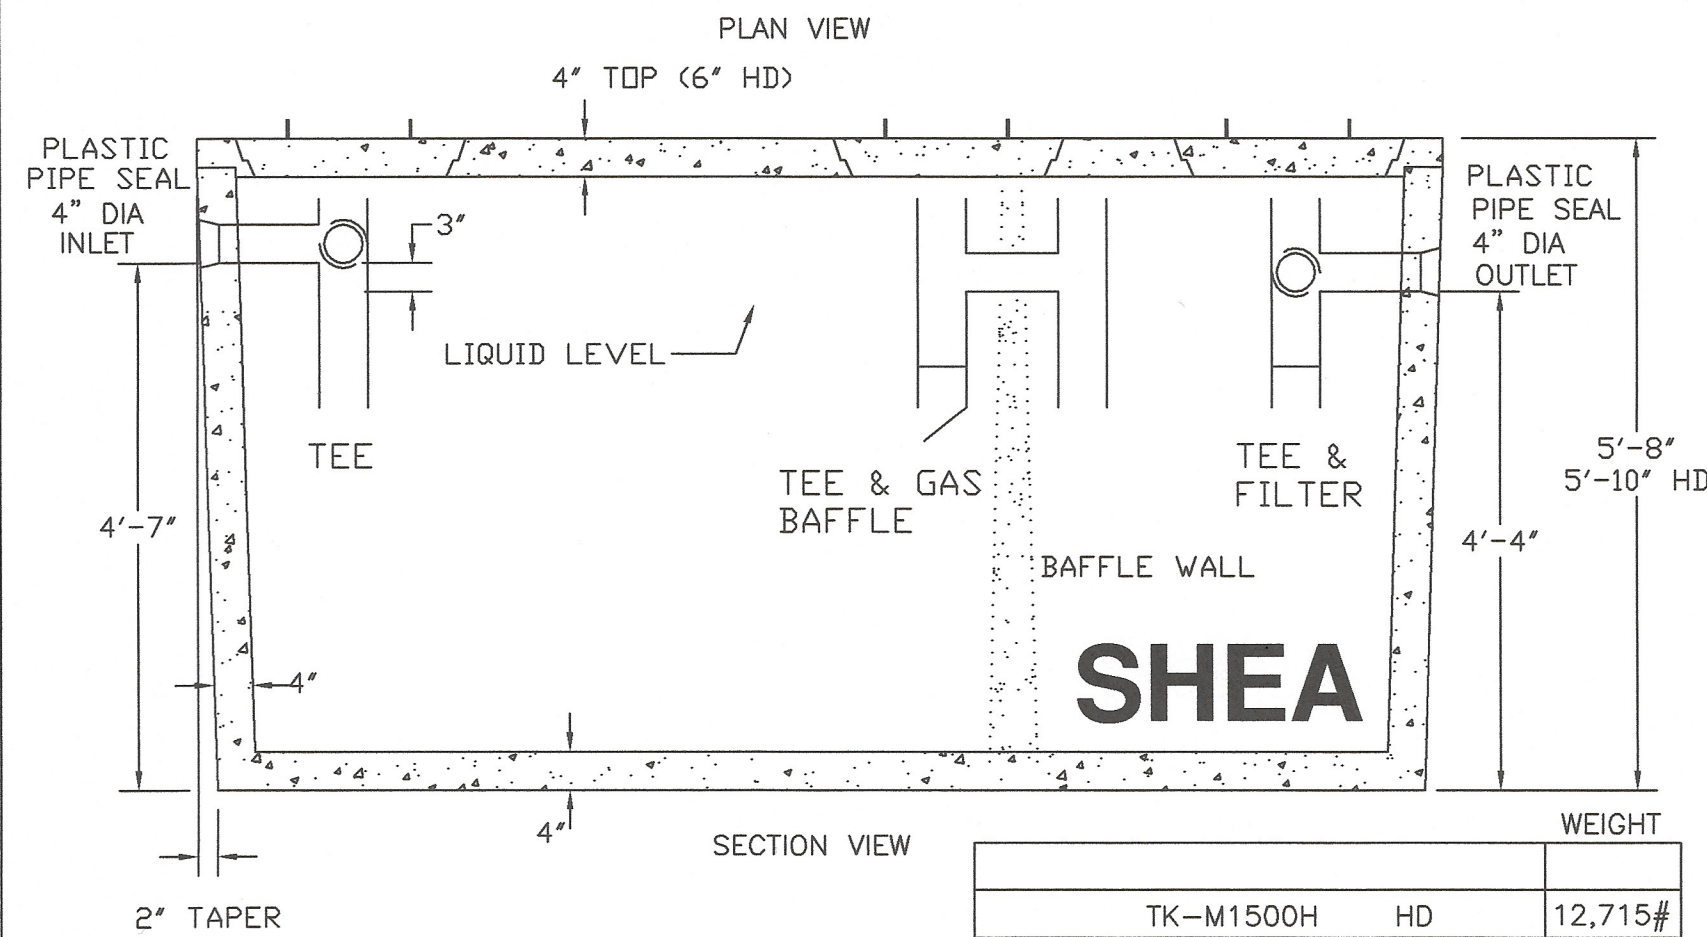 PLAN VIEW
4" TOP (6" HD)
PLASTIC
PIPE SEAL
4" DIA
INLET
3"
PLASTIC
PIPE SEAL
4" DIA
OUTLET
LIQUID LEVEL
TEE
TEE & GAS
BAFFLE
TEE &
FILTER
5'-8"
5'-10" HD
4'-7"
4'-4"
BAFFLE WALL
SHEA
4"
4"
SECTION VIEW
WEIGHT
2" TAPER
TK-M1500H HD 12,715#